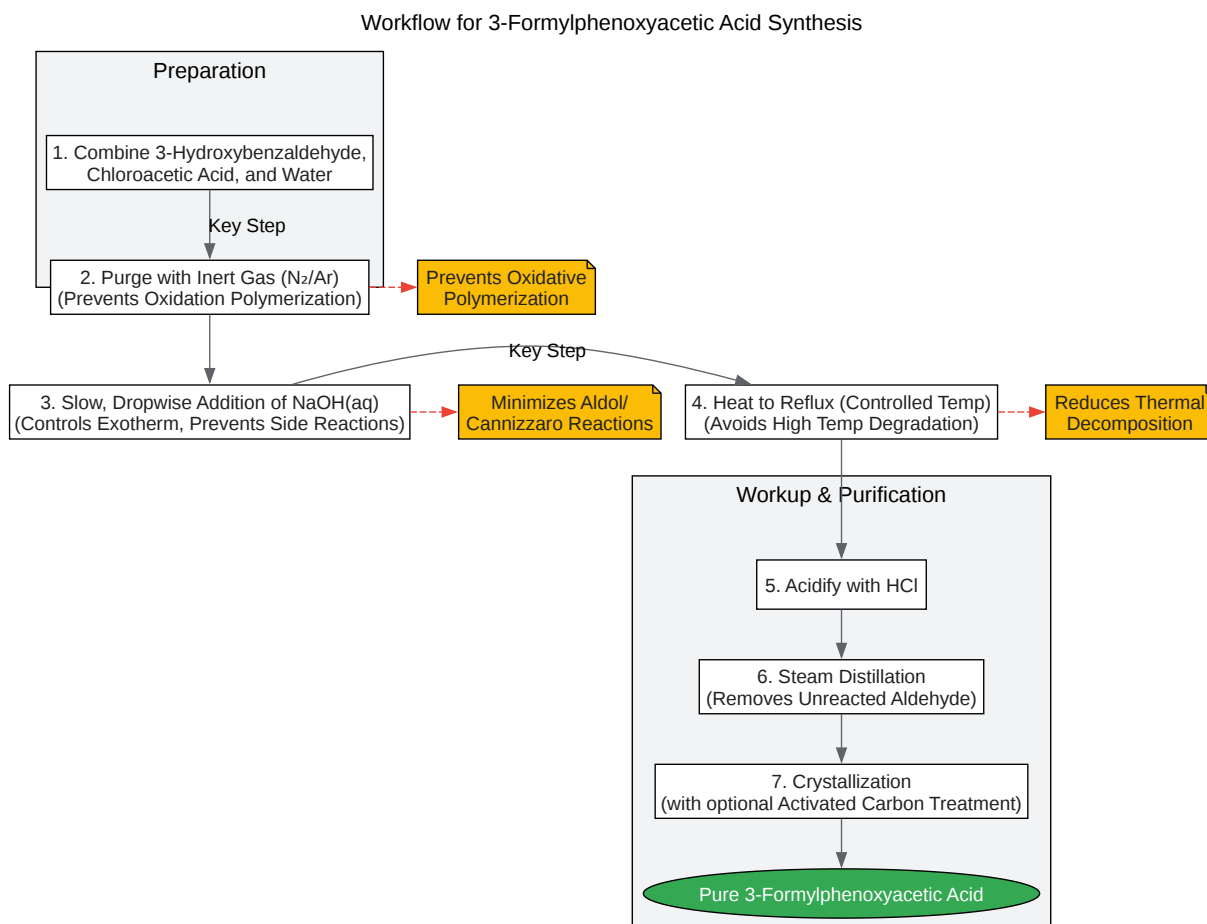 Workflow for 3-Formylphenoxyacetic Acid Synthesis
Preparation
1. Combine 3-Hydroxybenzaldehyde,
Chloroacetic Acid, and Water
Key Step
2. Purge with Inert Gas (N₂/Ar)
(Prevents Oxidation Polymerization)
Prevents Oxidative
Polymerization
Key Step
3. Slow, Dropwise Addition of NaOH(aq)
(Controls Exotherm, Prevents Side Reactions)
Minimizes Aldol/
Cannizzaro Reactions
4. Heat to Reflux (Controlled Temp)
(Avoids High Temp Degradation)
Reduces Thermal
Decomposition
Workup & Purification
5. Acidify with HCl
6. Steam Distillation
(Removes Unreacted Aldehyde)
7. Crystallization
(with optional Activated Carbon Treatment)
Pure 3-Formylphenoxyacetic Acid